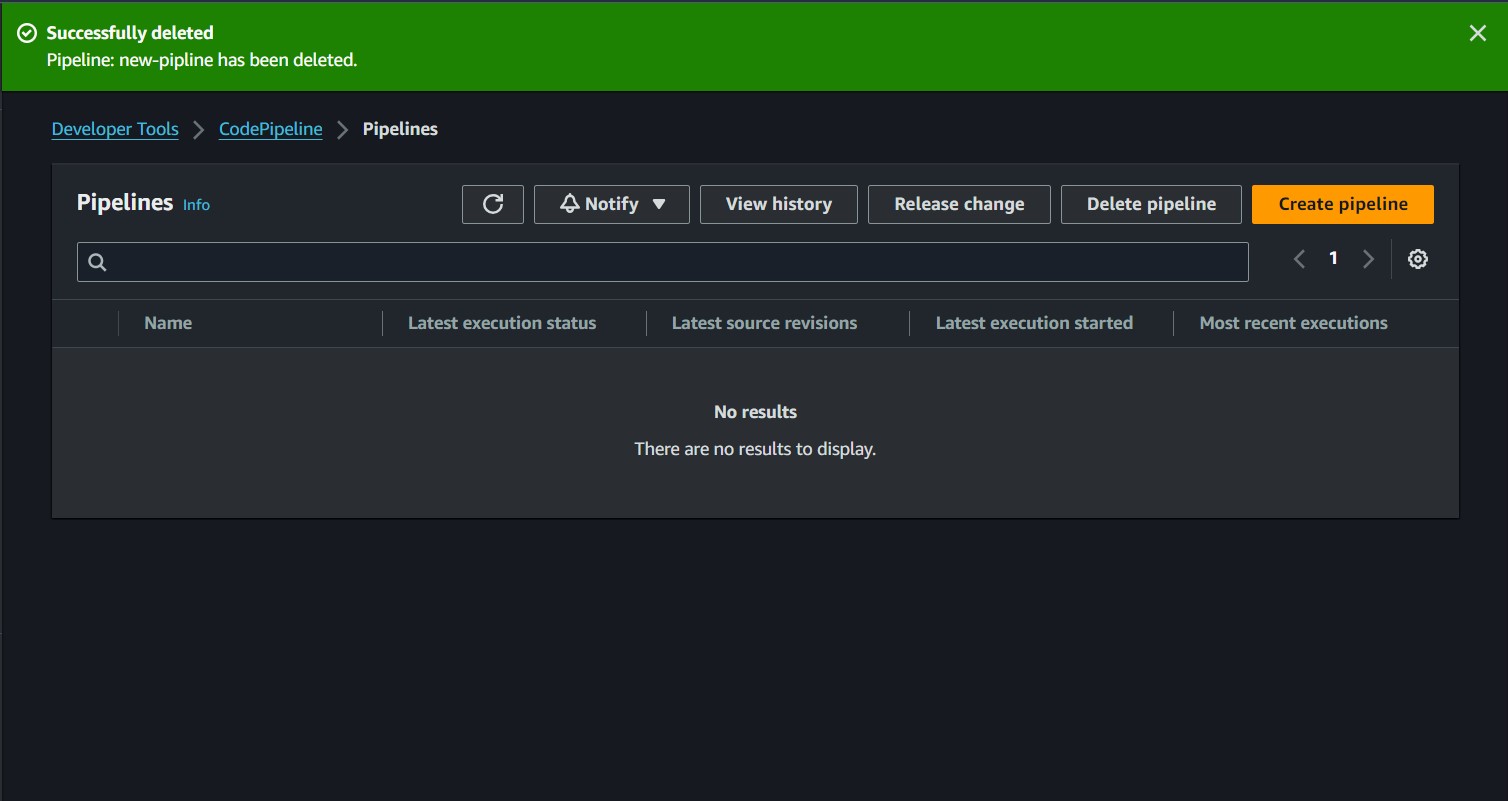 Successfully deleted
Pipeline: new-pipline has been deleted.
Developer Tools CodePipeline Pipelines
Pipelines Info Notify View history Release change Delete pipeline Create pipeline
1
Name Latest execution status Latest source revisions Latest execution started Most recent executions
No results
There are no results to display.